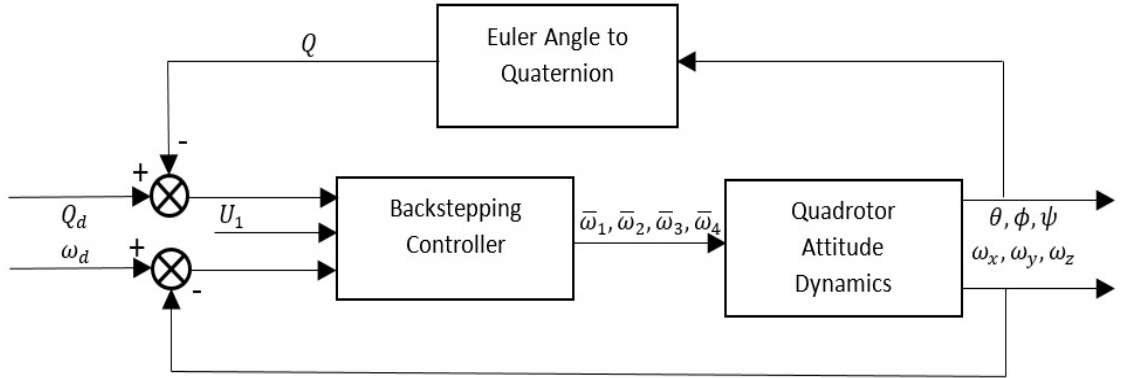 Q
Euler Angle to
Quaternion
-
+
Q_d
ω_d
+
-
U_1
Backstepping
Controller
ω̅_1, ω̅_2, ω̅_3, ω̅_4
Quadrotor
Attitude
Dynamics
θ, ϕ, ψ
ω_x, ω_y, ω_z